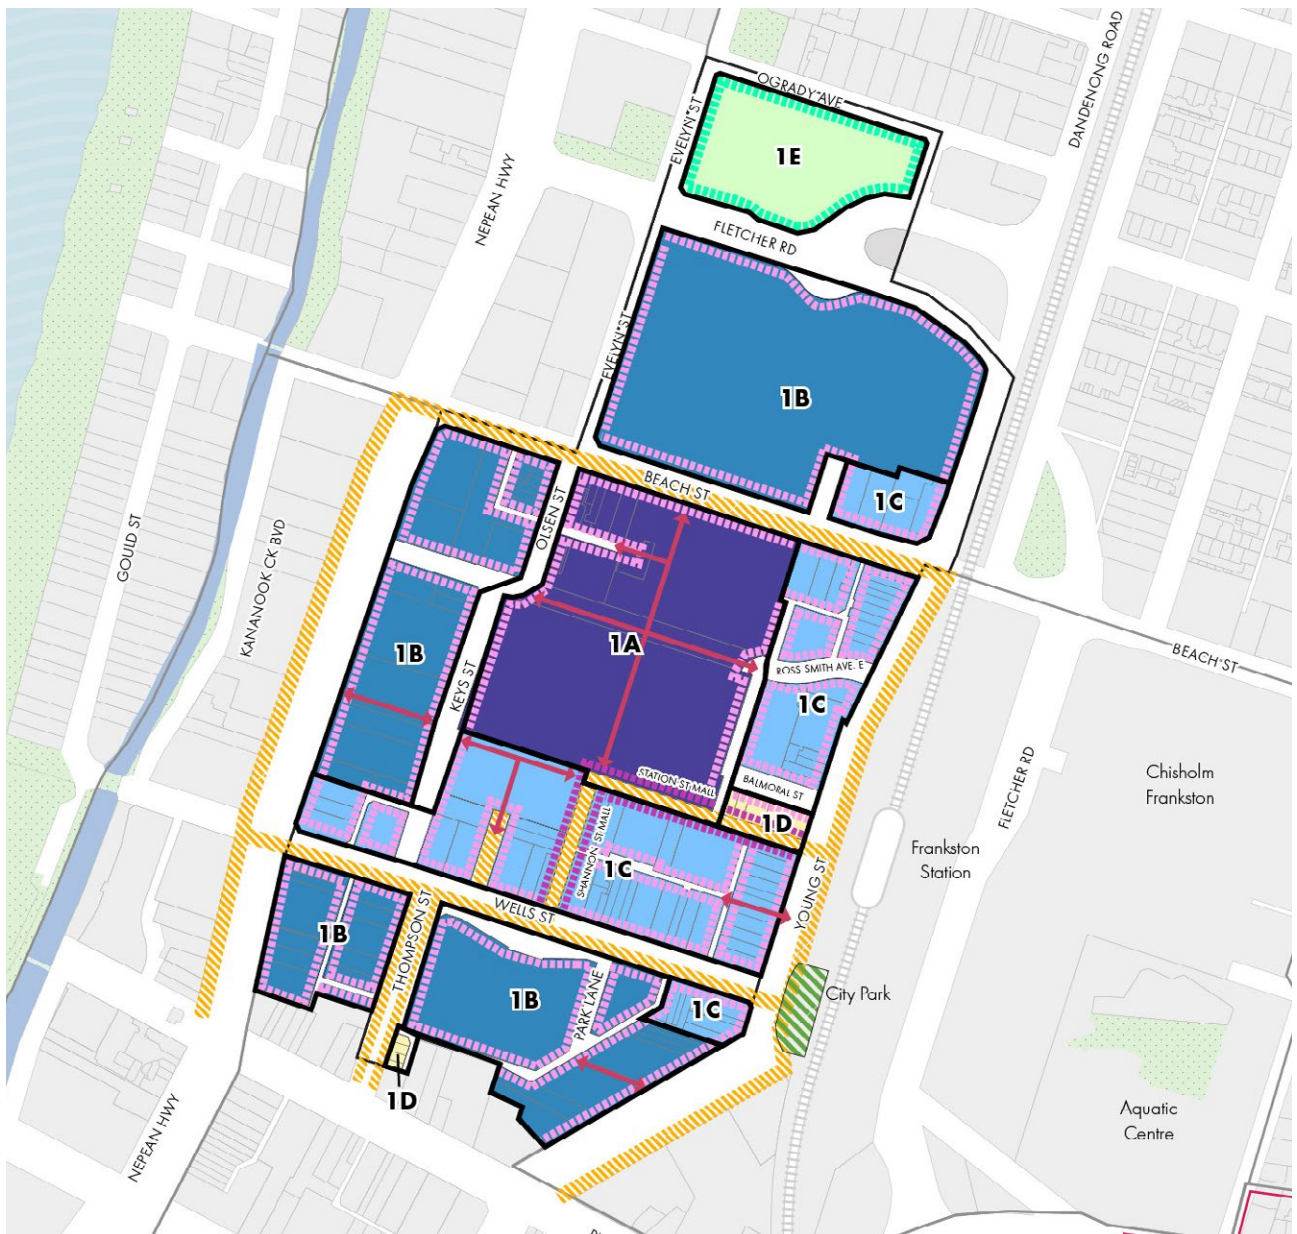 OGRADY AVE
DANDENONG ROAD
EVELYN ST
1E
NEPEAN HWY
FLETCHER RD
EVELYN ST
1B
BEACH ST
1C
OLSEN ST
GOULD ST
KANANOOK CK BVD
1B
1A
KEYS ST
ROSS SMITH AVE. E
BEACH ST
1C
STATION ST MALL
BALMORAL ST
Chisholm
Frankston
FLETCHER RD
1D
SHANNON ST MALL
1C
Frankston
Station
YOUNG ST
WELLS ST
1B
THOMPSON ST
1B
PARK LANE
1C
City Park
1D
NEPEAN HWY
Aquatic
Centre